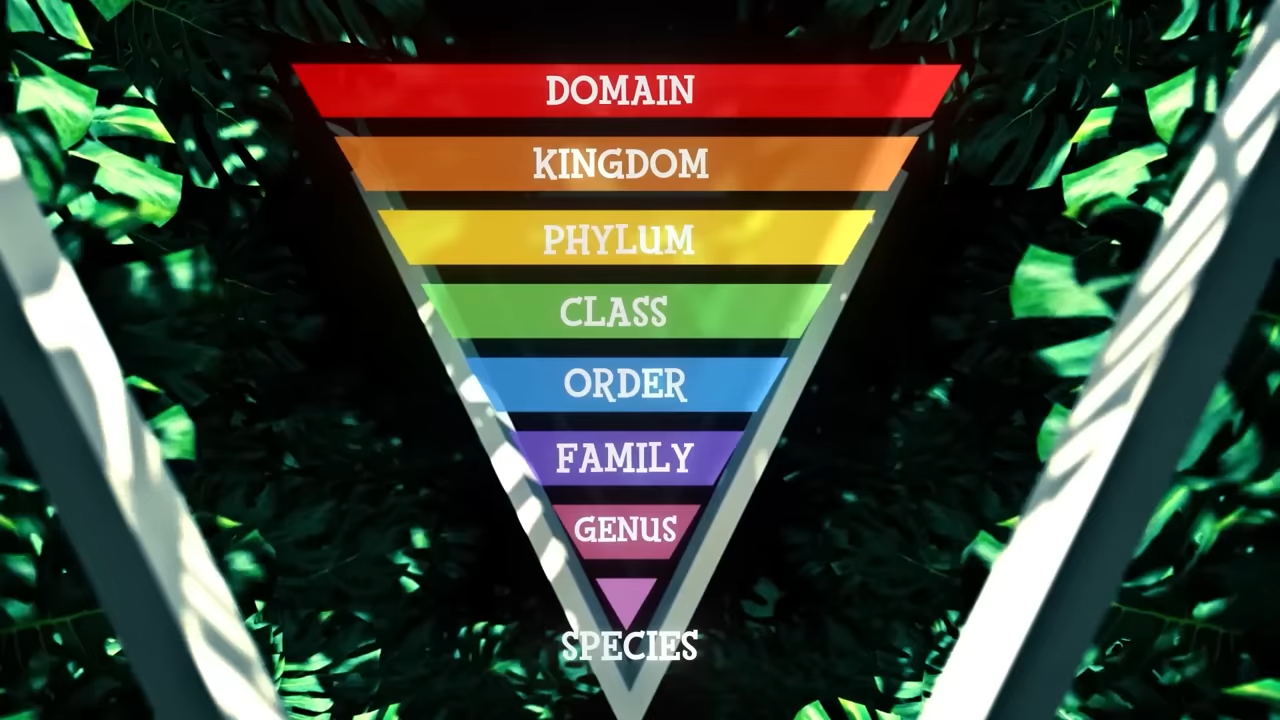 DOMAIN
KINGDOM
PHYLUM
CLASS
ORDER
FAMILY
GENUS
SPECIES